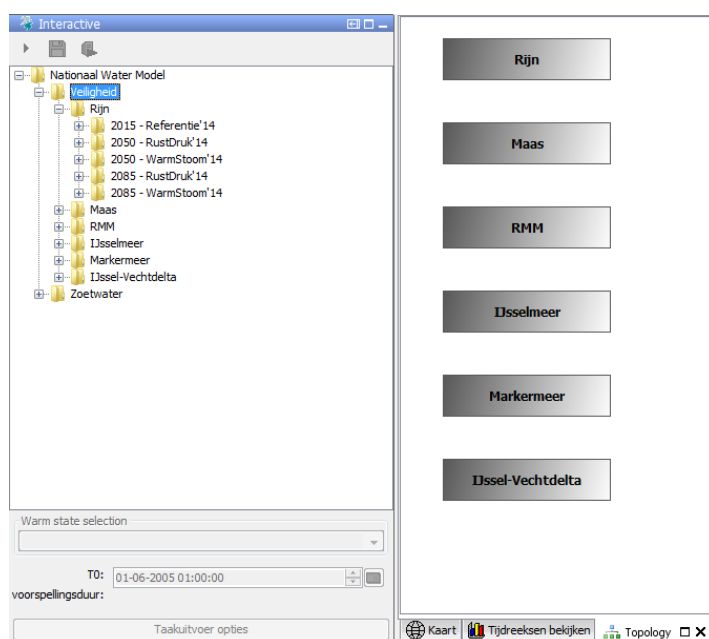 Interactive
Nationaal Water Model
Veiligheid
Rijn
2015 - Referentie'14
2050 - RustDruk'14
2050 - WarmStoom'14
2085 - RustDruk'14
2085 - WarmStoom'14
Maas
RMM
IJsselmeer
Markermeer
IJssel-Vechtdelta
Zoetwater
Warm state selection
T0:
01-06-2005 01:00:00
voorspellingsduur:
Taakuitvoer opties
Rijn
Maas
RMM
IJsselmeer
Markermeer
IJssel-Vechtdelta
Kaart
Tijdreeksen bekijken
Topology